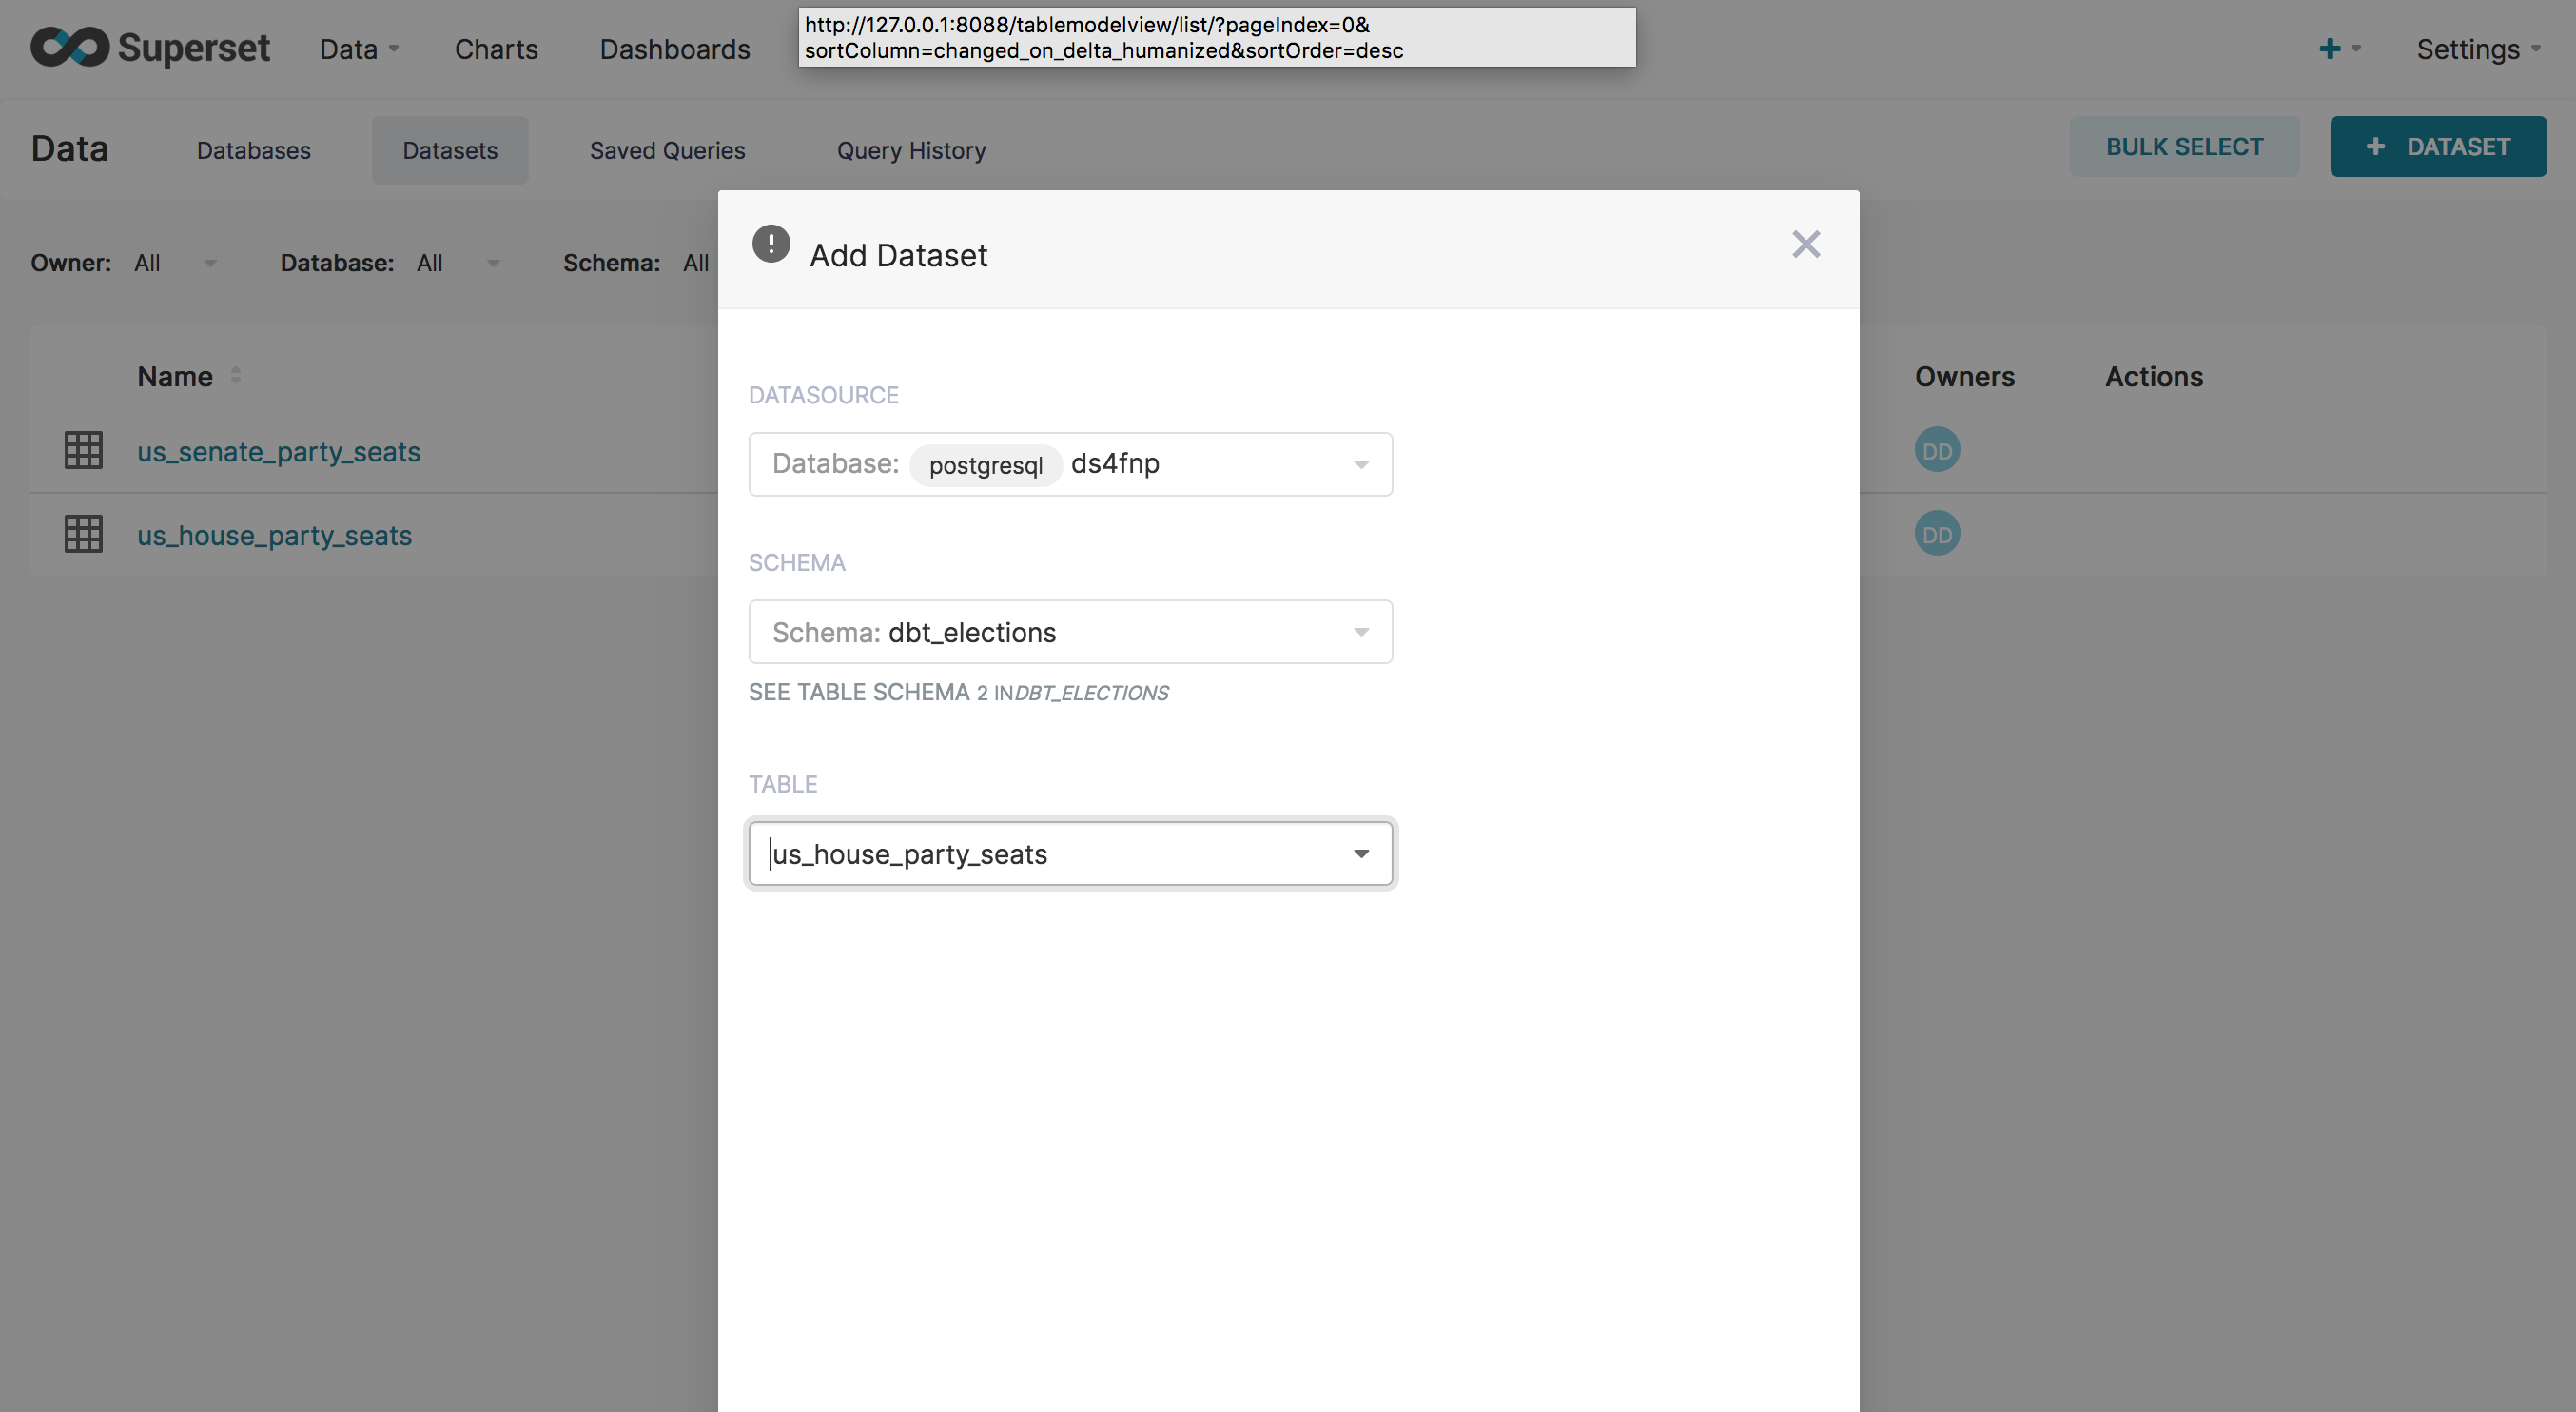 http://127.0.0.1:8088/tablemodelview/list/?pageIndex=0&
sortColumn=changed_on_delta_humanized&sortOrder=desc
Superset Data Charts Dashboards Settings
Data Databases Datasets Saved Queries Query History BULK SELECT + DATASET
Owner: All Database: All Schema: All
Add Dataset
Name Owners Actions
us_senate_party_seats DD
us_house_party_seats DD
DATASOURCE
Database: postgresql ds4fnp
SCHEMA
Schema: dbt_elections
SEE TABLE SCHEMA 2 INDBT_ELECTIONS
TABLE
us_house_party_seats